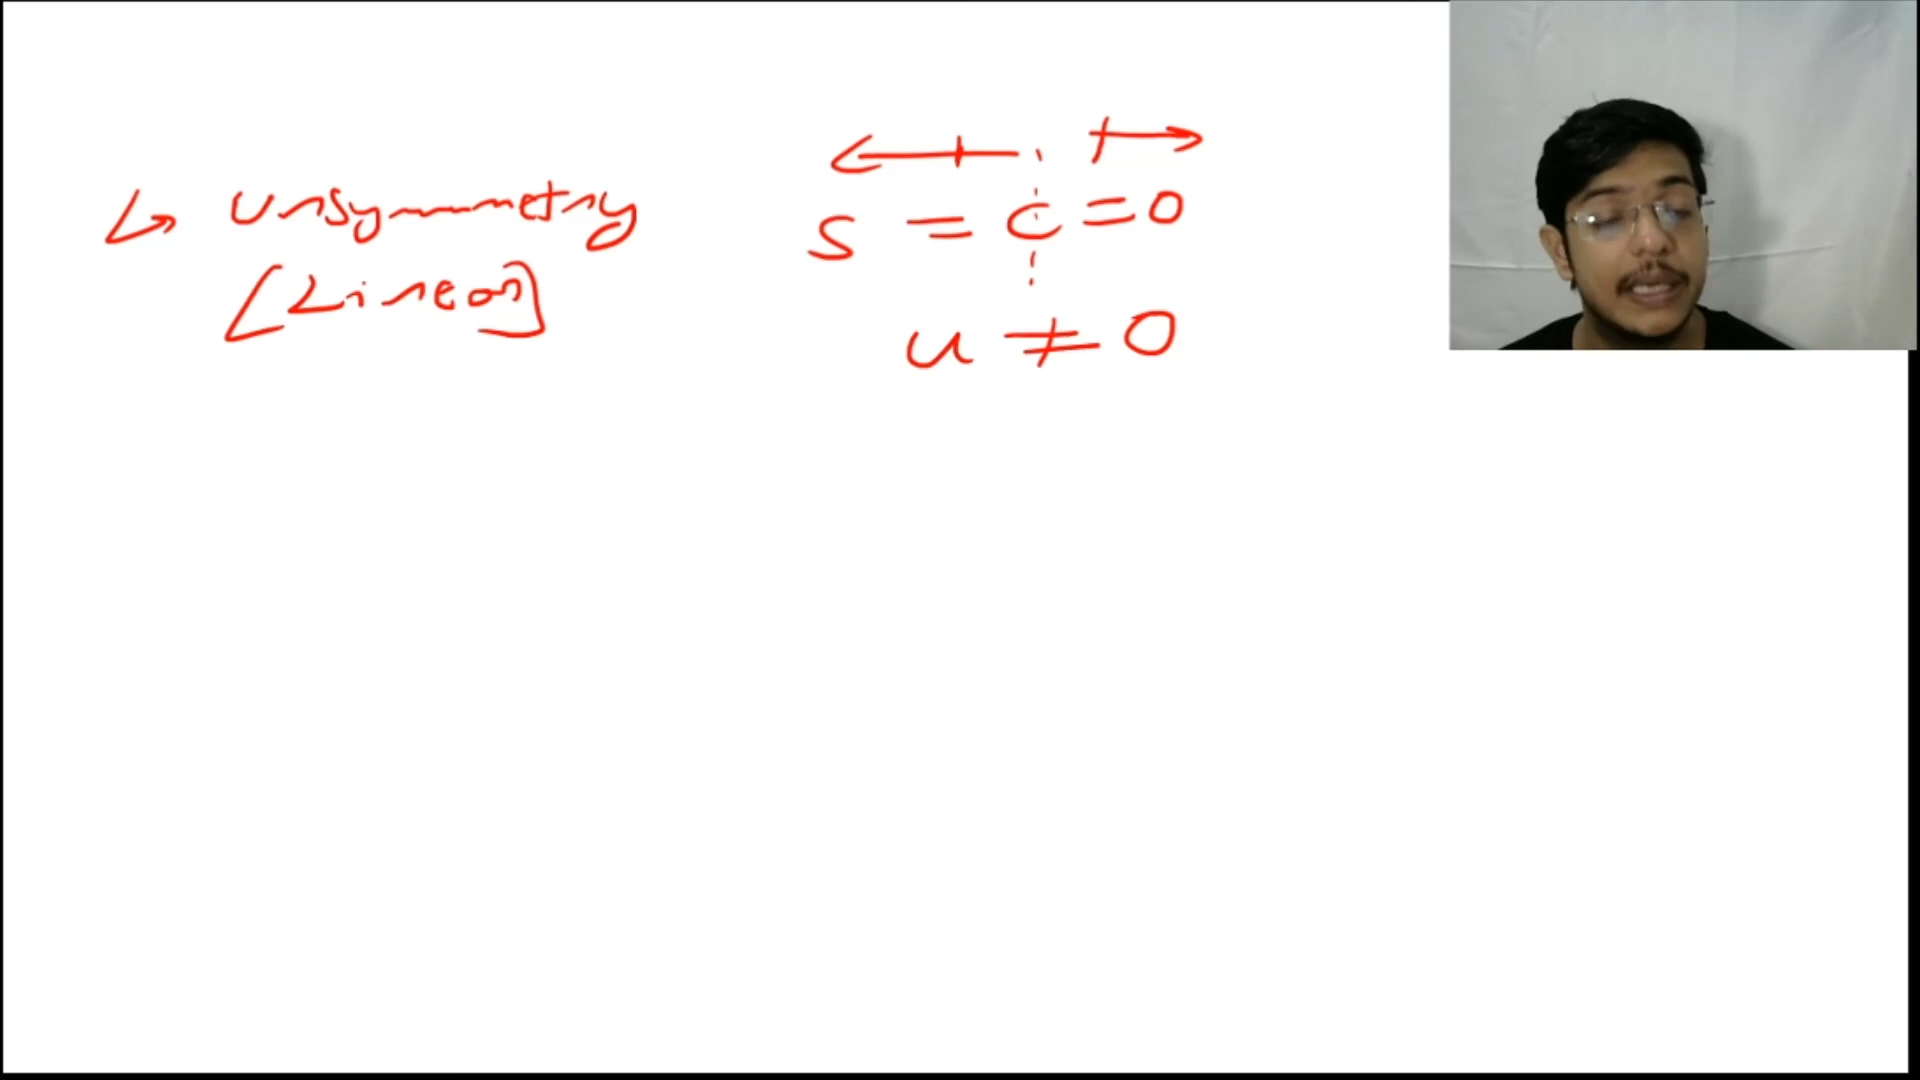 ↳ Unsymmetry
[Linear]
S = C = O
u ≠ 0